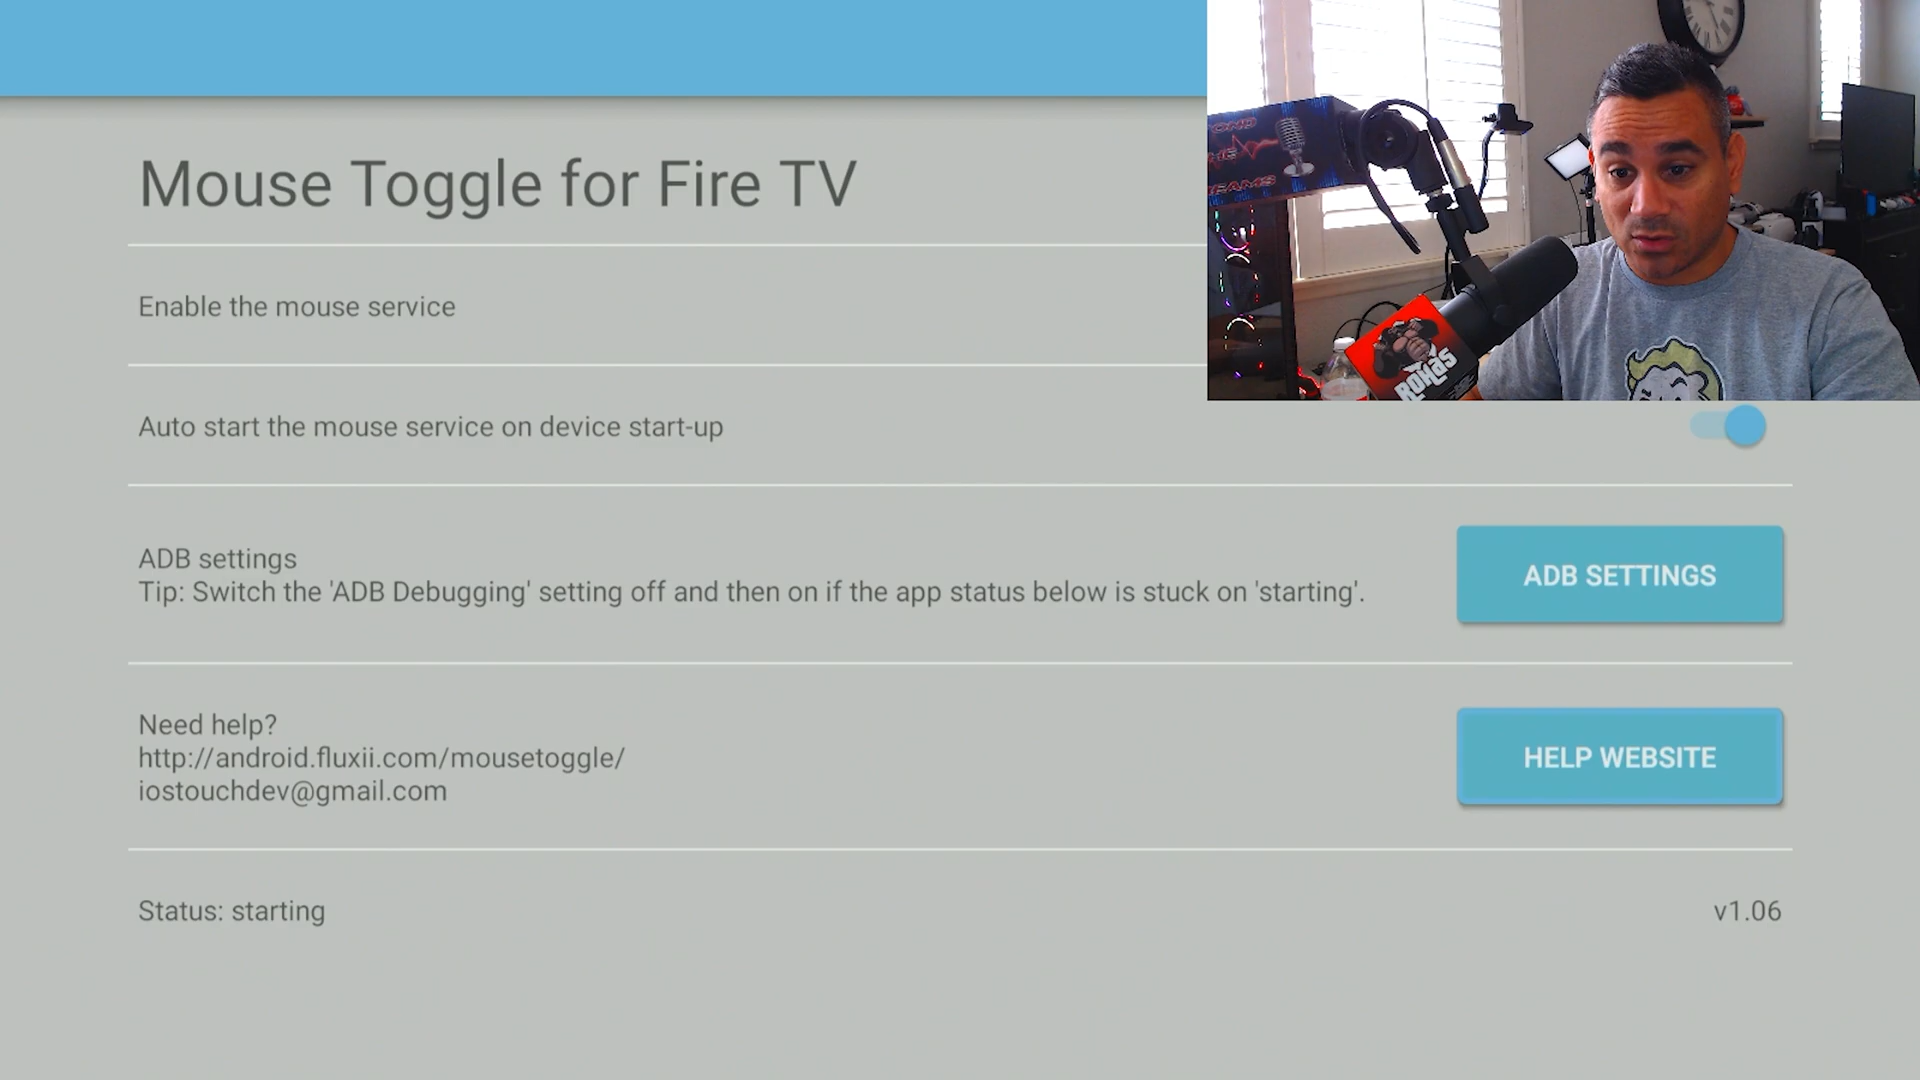 Mouse Toggle for Fire TV
Enable the mouse service
Auto start the mouse service on device start-up
ADB settings
Tip: Switch the 'ADB Debugging' setting off and then on if the app status below is stuck on 'starting'.
ADB SETTINGS
Need help?
http://android.fluxii.com/mousetoggle/
iostouchdev@gmail.com
HELP WEBSITE
Status: starting
v1.06